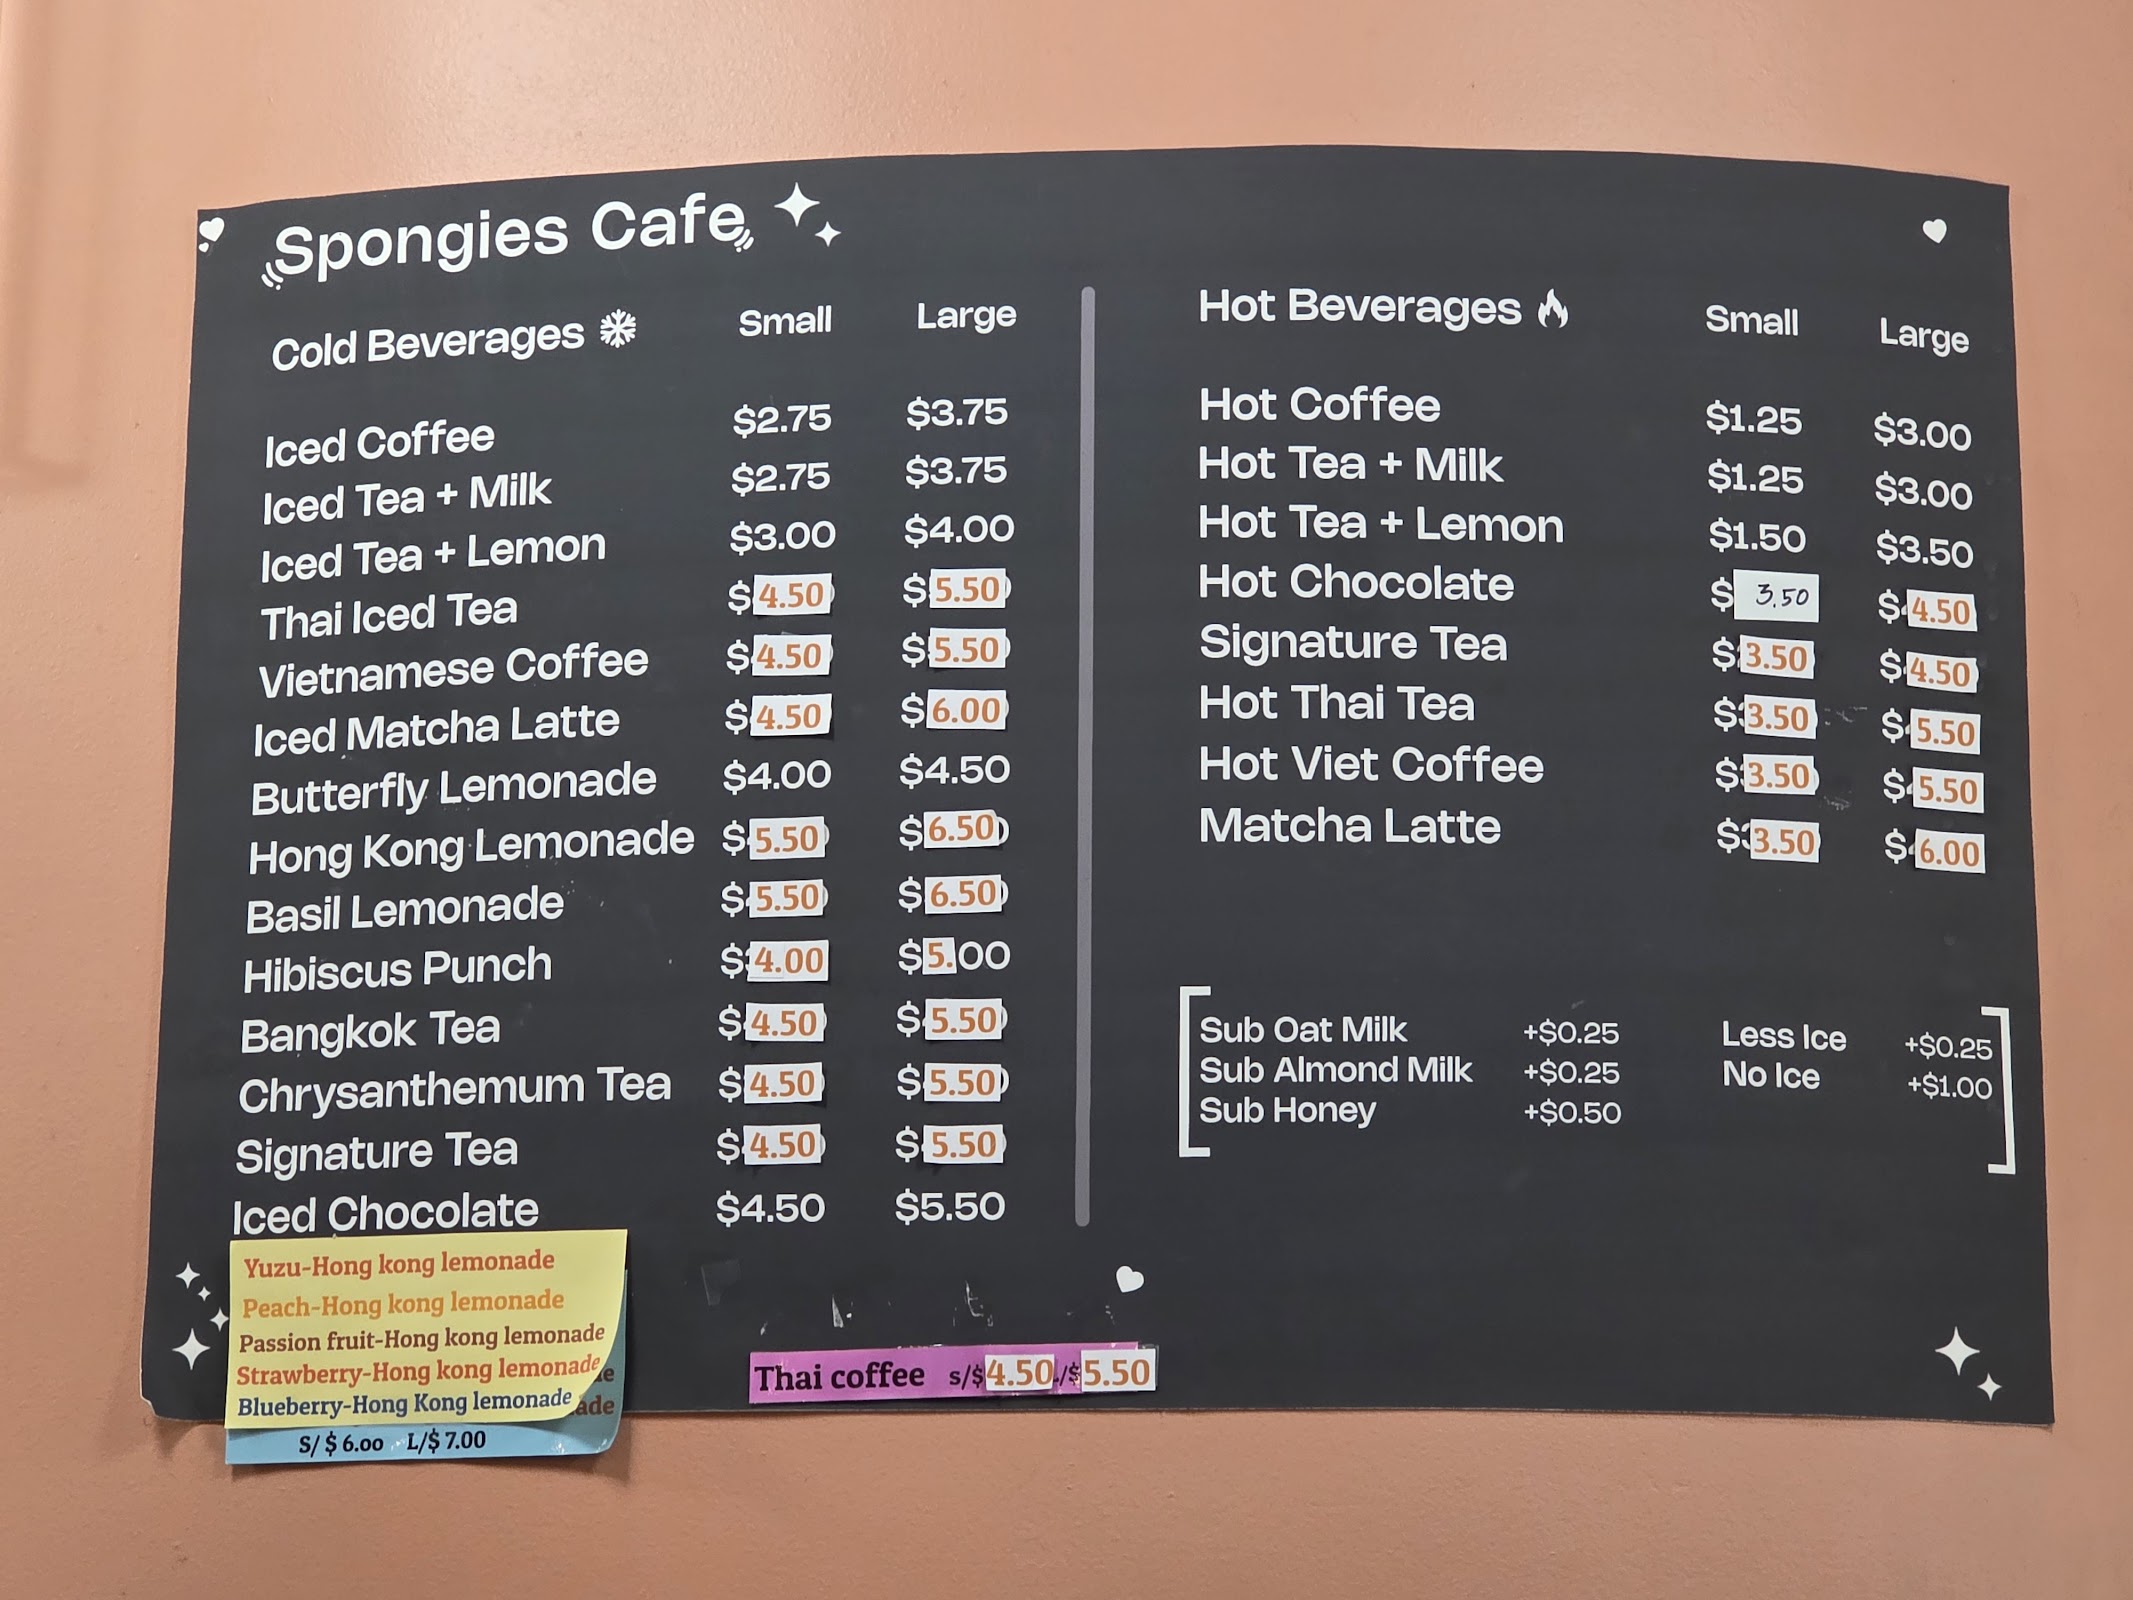 Spongies Cafe
Cold Beverages Small Large
Iced Coffee $2.75 $3.75
Iced Tea + Milk $2.75 $3.75
Iced Tea + Lemon $3.00 $4.00
Thai Iced Tea $4.50 $5.50
Vietnamese Coffee $4.50 $5.50
Iced Matcha Latte $4.50 $6.00
Butterfly Lemonade $4.00 $4.50
Hong Kong Lemonade $5.50 $6.50
Basil Lemonade $5.50 $6.50
Hibiscus Punch $4.00 $5.00
Bangkok Tea $4.50 $5.50
Chrysanthemum Tea $4.50 $5.50
Signature Tea $4.50 $5.50
Iced Chocolate $4.50 $5.50
Yuzu-Hong kong lemonade
Peach-Hong kong lemonade
Passion fruit-Hong kong lemonade
Strawberry-Hong kong lemonade
Blueberry-Hong Kong lemonade
S/$6.00 L/$7.00
Thai coffee s/$4.50/$5.50
Hot Beverages Small Large
Hot Coffee $1.25 $3.00
Hot Tea + Milk $1.25 $3.00
Hot Tea + Lemon $1.50 $3.50
Hot Chocolate $3.50 $4.50
Signature Tea $3.50 $4.50
Hot Thai Tea $3.50 $5.50
Hot Viet Coffee $3.50 $5.50
Matcha Latte $3.50 $6.00
Sub Oat Milk +$0.25 Less Ice +$0.25
Sub Almond Milk +$0.25 No Ice +$1.00
Sub Honey +$0.50